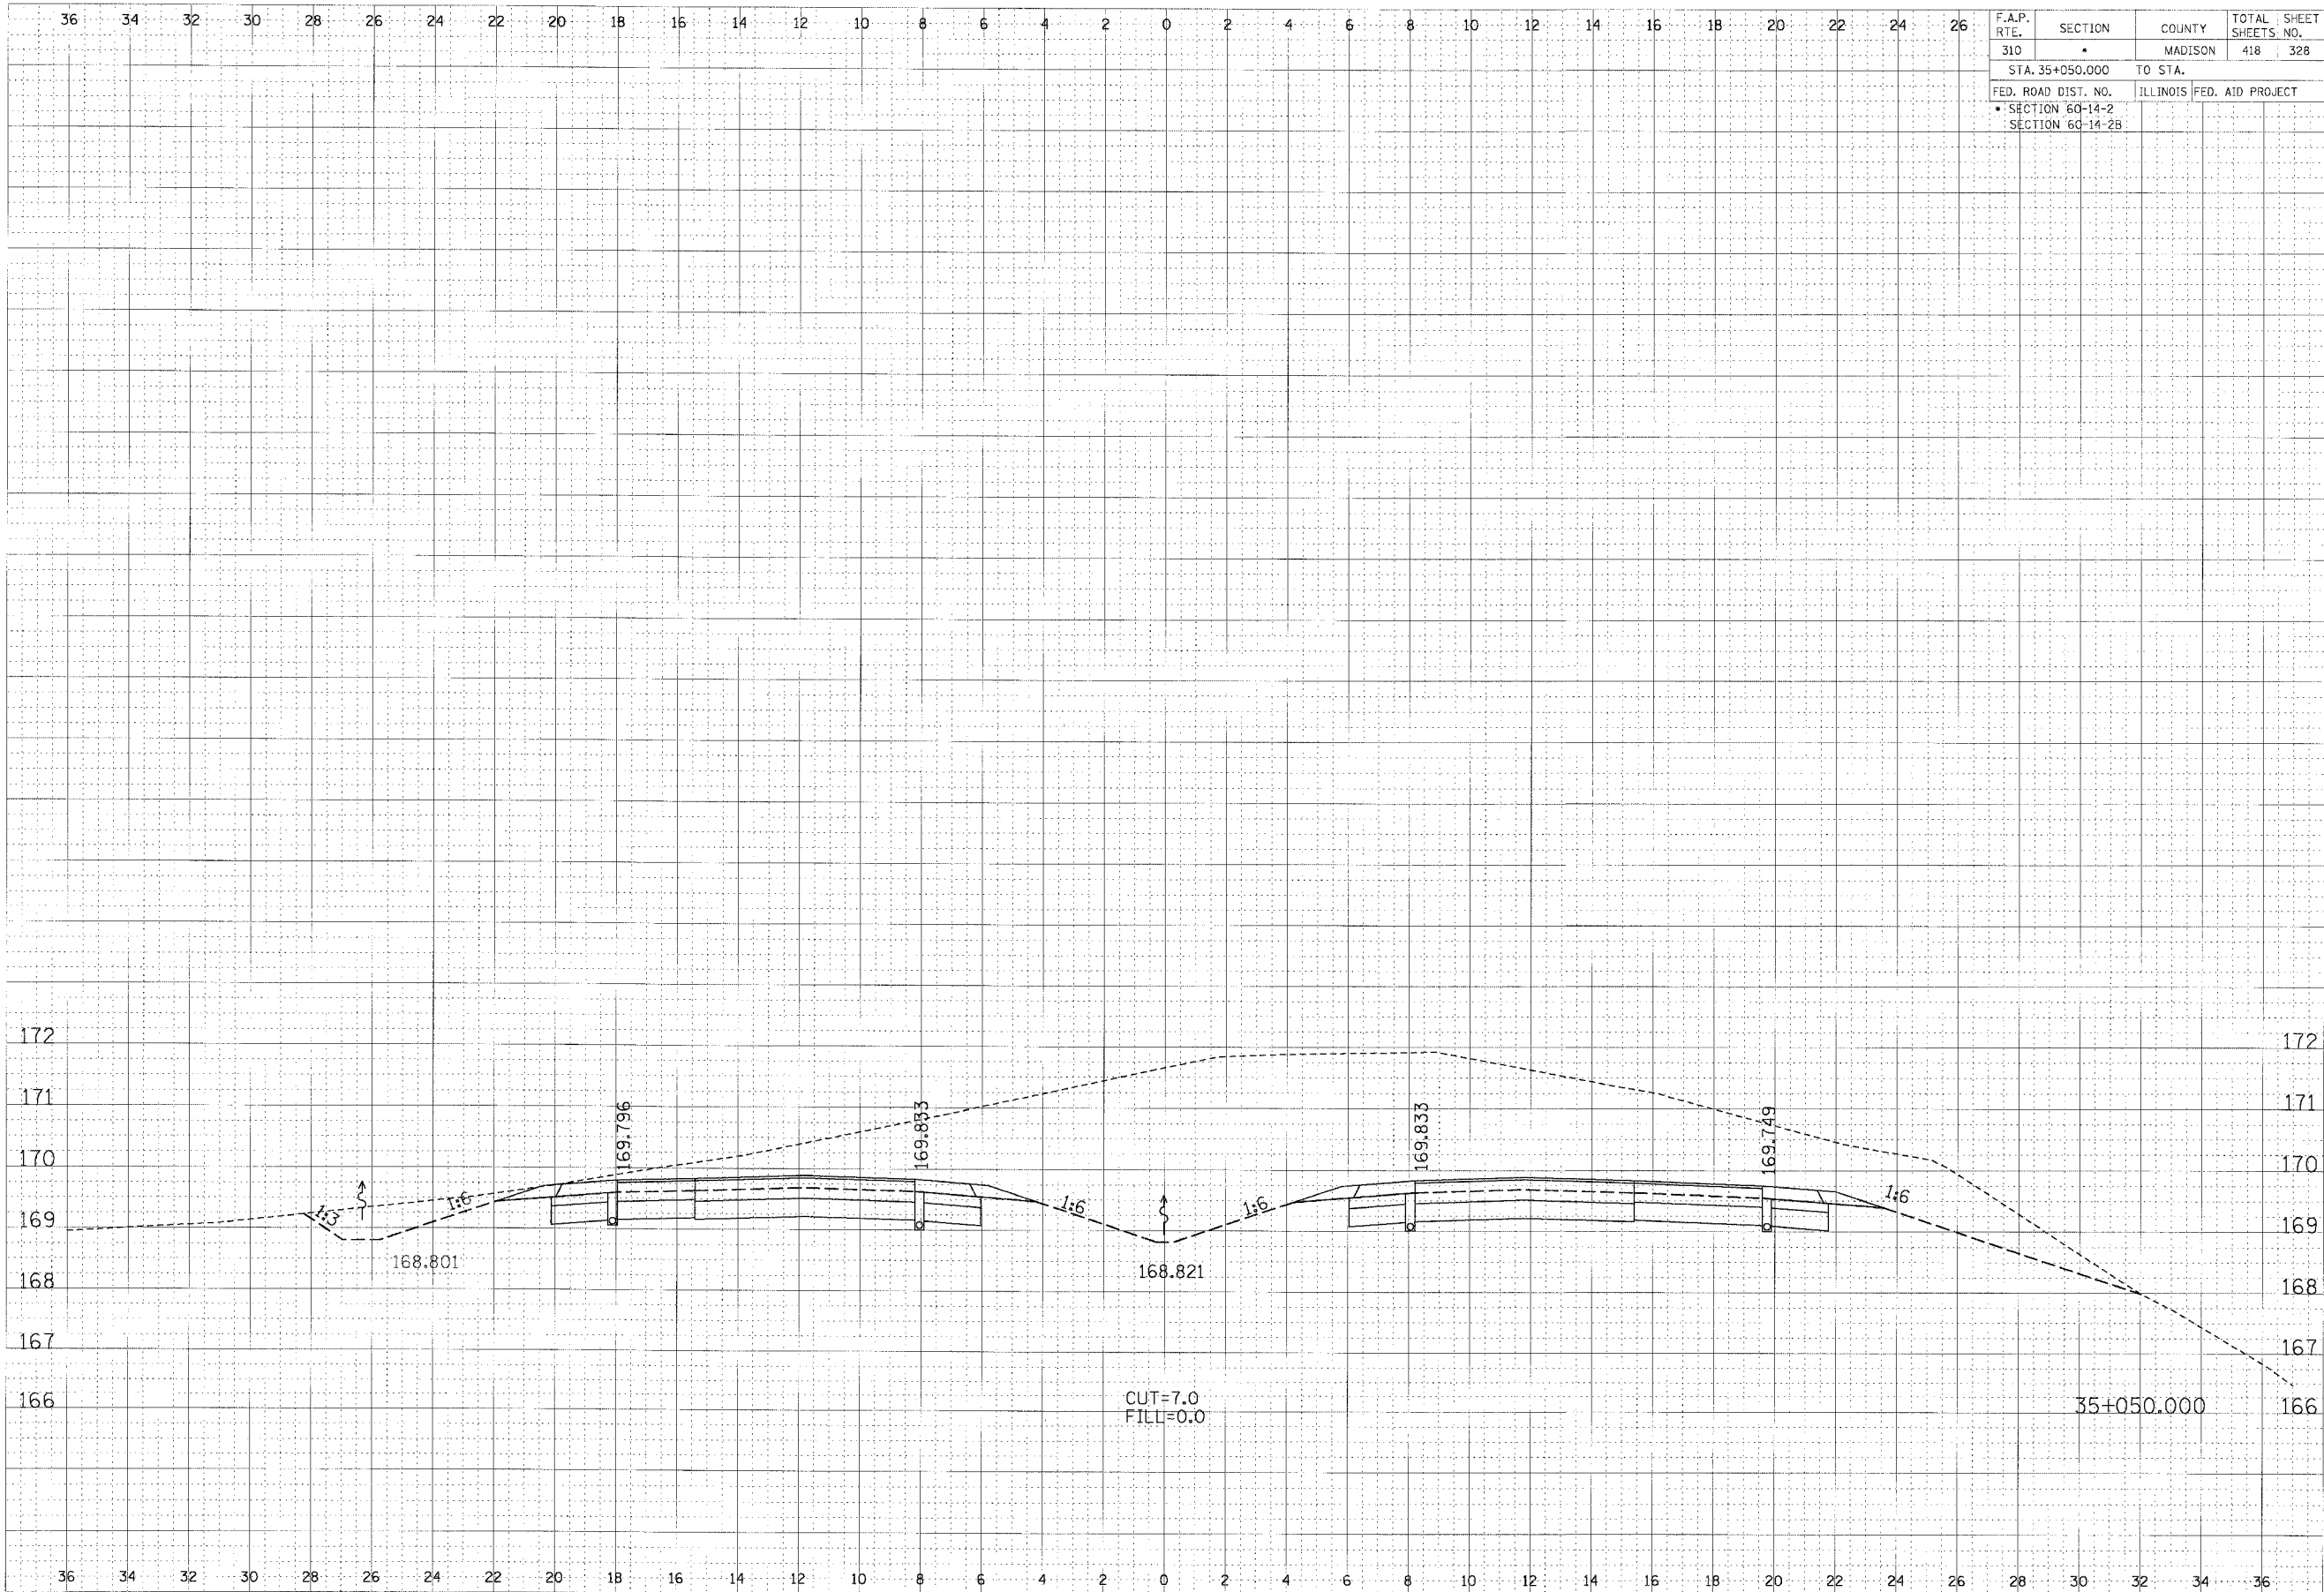 36 34 32 30 28 26 24 22 20 18 16 14 12 10 8 6 4 2 0 2 4 6 8 10 12 14 16 18 20 22 24 26
F.A.P. RTE. SECTION COUNTY TOTAL SHEETS SHEET NO.
310 * MADISON 418 328
STA. 35+050.000 TO STA.
FED. ROAD DIST. NO. ILLINOIS FED. AID PROJECT
* SECTION 60-14-2
SECTION 60-14-2B
172 172
171 171
169.796 169.833 169.833 169.749
170 170
1:3 1:6 1:6 1:6 1:6
169 169
168.801 168.821
168 168
167 167
CUT=7.0
FILL=0.0
166 35+050.000 166
36 34 32 30 28 26 24 22 20 18 16 14 12 10 8 6 4 2 0 2 4 6 8 10 12 14 16 18 20 22 24 26 28 30 32 34 36